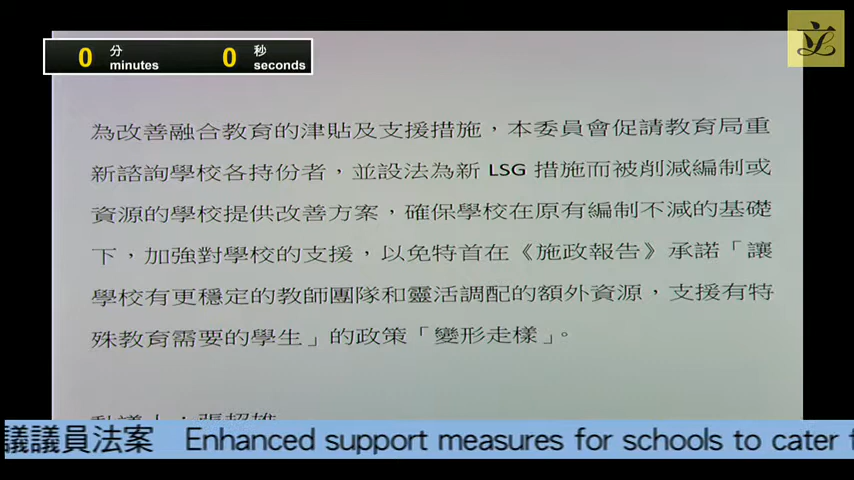 0 分 minutes 0 秒 seconds
立
為改善融合教育的津貼及支援措施，本委員會促請教育局重
新諮詢學校各持份者，並設法為新 LSG 措施而被削減編制或
資源的學校提供改善方案，確保學校在原有編制不減的基礎
下，加強對學校的支援，以免特首在《施政報告》承諾「讓
學校有更穩定的教師團隊和靈活調配的額外資源，支援有特
殊教育需要的學生」的政策「變形走樣」。
動議人：張超雄
議議員法案 Enhanced support measures for schools to cater f